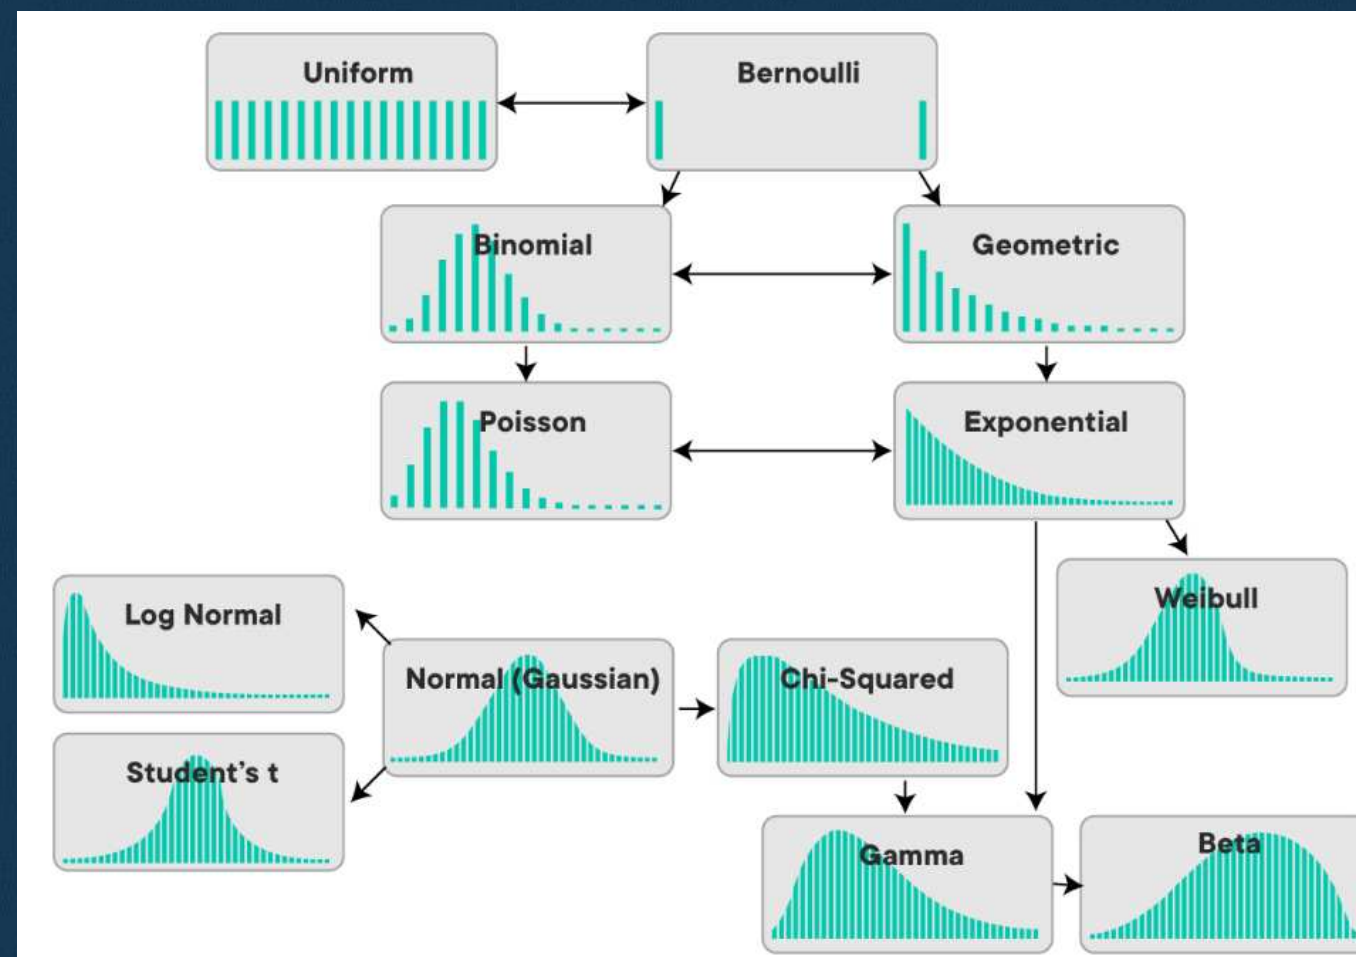 Uniform
Bernoulli
Binomial
Geometric
Poisson
Exponential
Weibull
Log Normal
Normal (Gaussian)
Chi-Squared
Student's t
Gamma
Beta